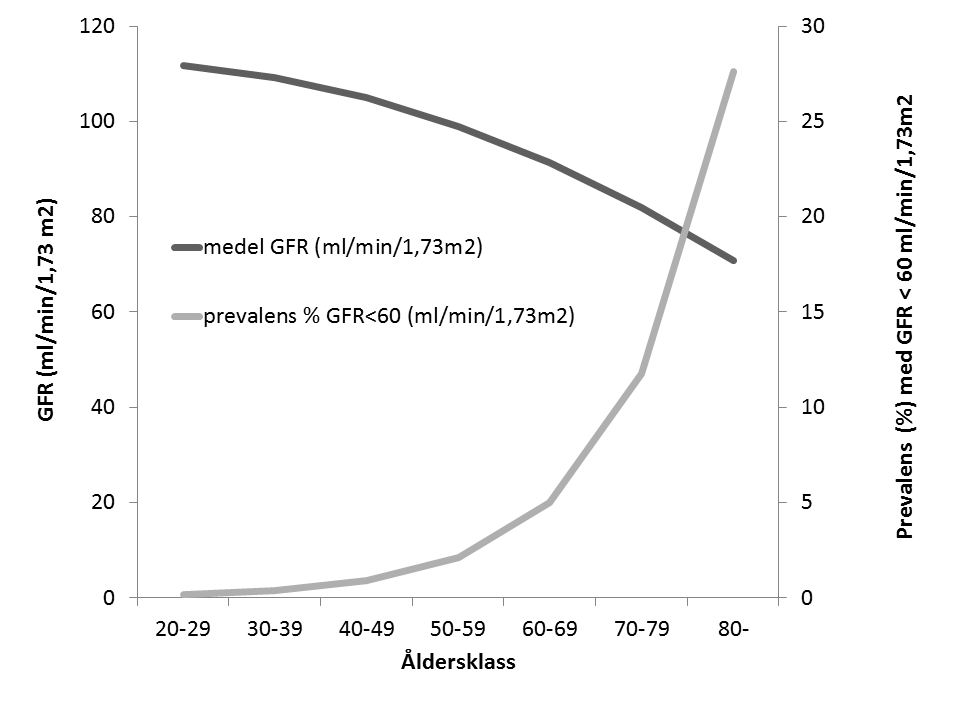 120
100
80
60
40
20
0
GFR (ml/min/1,73 m2)
medel GFR (ml/min/1,73m2)
prevalens % GFR<60 (ml/min/1,73m2)
30
25
20
15
10
5
0
Prevalens (%) med GFR < 60 ml/min/1,73m2
20-29 30-39 40-49 50-59 60-69 70-79 80-
Åldersklass